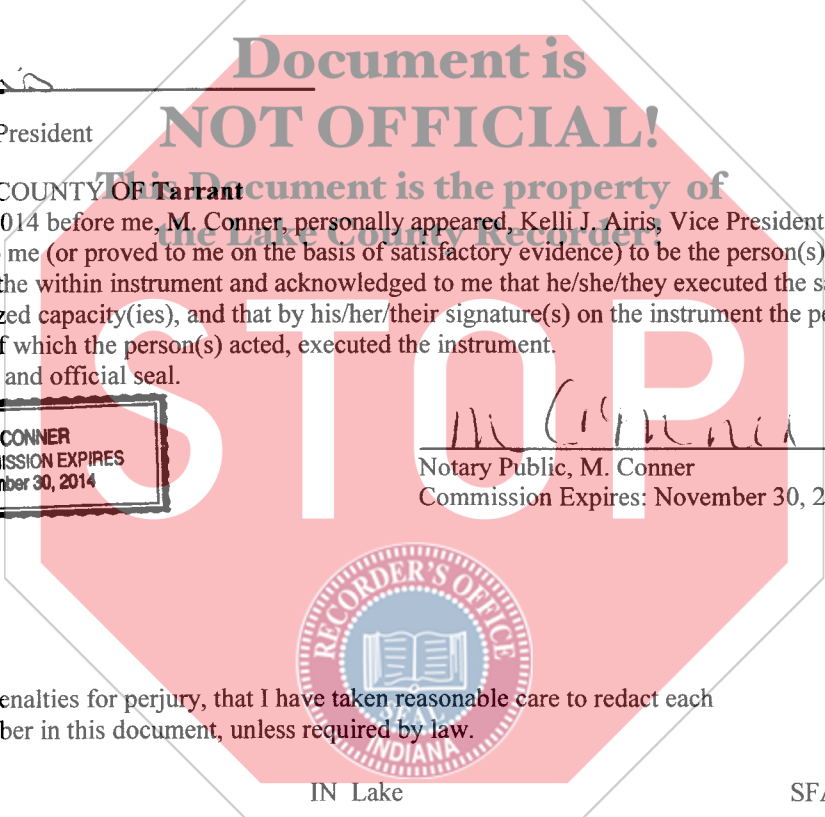 Document is
NOT OFFICIAL!
President
This Document is the property of
COUNTY OF Tarrant
the Lake County Recorder!
014 before me, M. Conner, personally appeared, Kelli J. Airis, Vice President
me (or proved to me on the basis of satisfactory evidence) to be the person(s)
the within instrument and acknowledged to me that he/she/they executed the s
zed capacity(ies), and that by his/her/their signature(s) on the instrument the pe
f which the person(s) acted, executed the instrument.
and official seal.
STOP
CONNER
ISSION EXPIRES
mber 30, 2014
M Conner
Notary Public, M. Conner
Commission Expires: November 30, 2
RECORDER'S OFFICE
SEAL
INDIANA
enalties for perjury, that I have taken reasonable care to redact each
ber in this document, unless required by law.
IN Lake
SFA